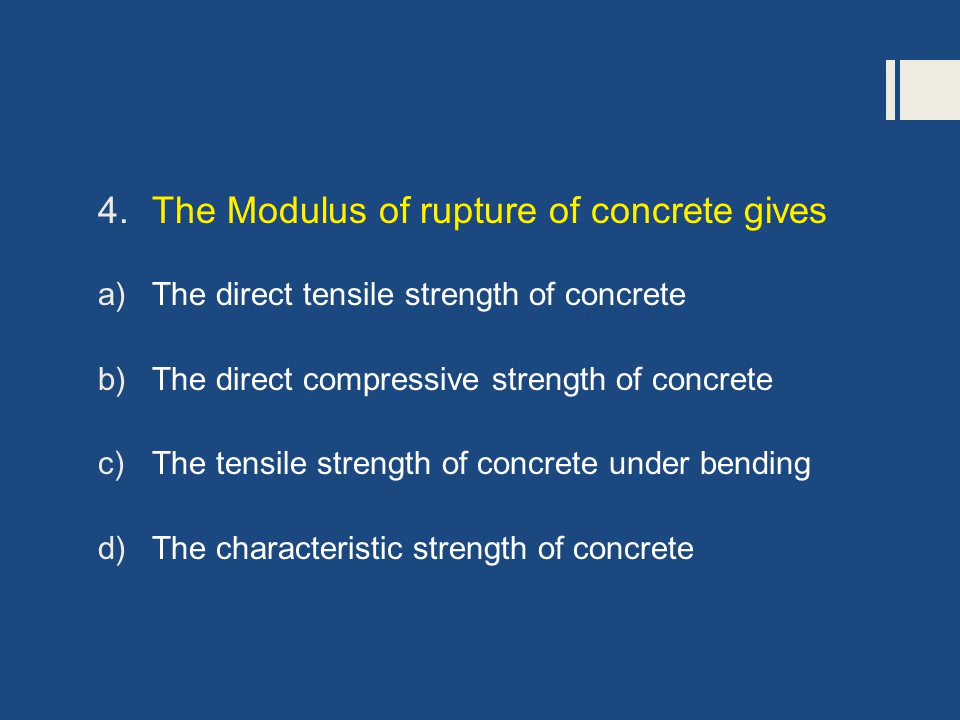 4. The Modulus of rupture of concrete gives
a) The direct tensile strength of concrete
b) The direct compressive strength of concrete
c) The tensile strength of concrete under bending
d) The characteristic strength of concrete